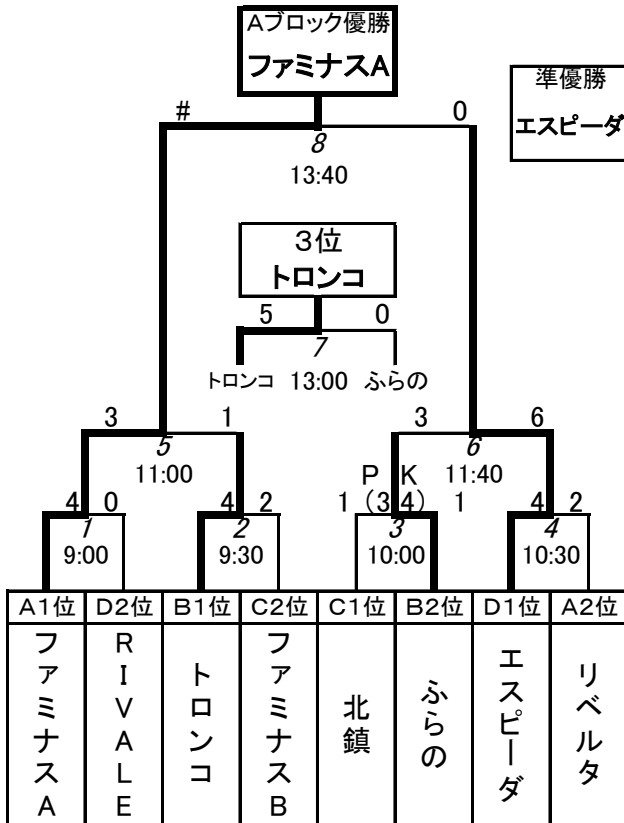 Aブロック優勝
ファミナスA
準優勝
エスピーダ
# 0
8
13:40
3位
トロンコ
5 0
7
トロンコ 13:00 ふらの
3 1 3 6
5 6
11:00 PK 11:40
4 0 4 2 1 (3 4) 1 4 2
1 2 3 4
9:00 9:30 10:00 10:30
A1位 D2位 B1位 C2位 C1位 B2位 D1位 A2位
ファミナスA
RIVALE
トロンコ
ファミナスB
北鎮
ふらの
エスピーダ
リベルタ